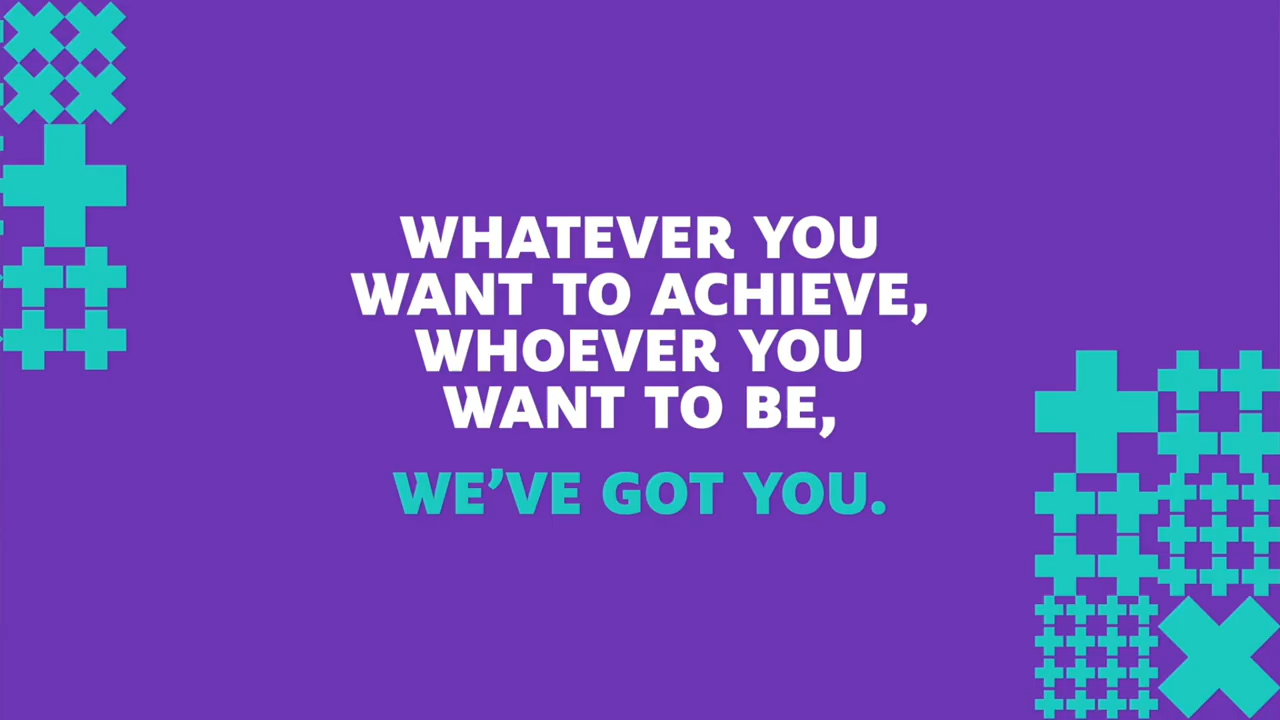 WHATEVER YOU
WANT TO ACHIEVE,
WHOEVER YOU
WANT TO BE,
WE’VE GOT YOU.